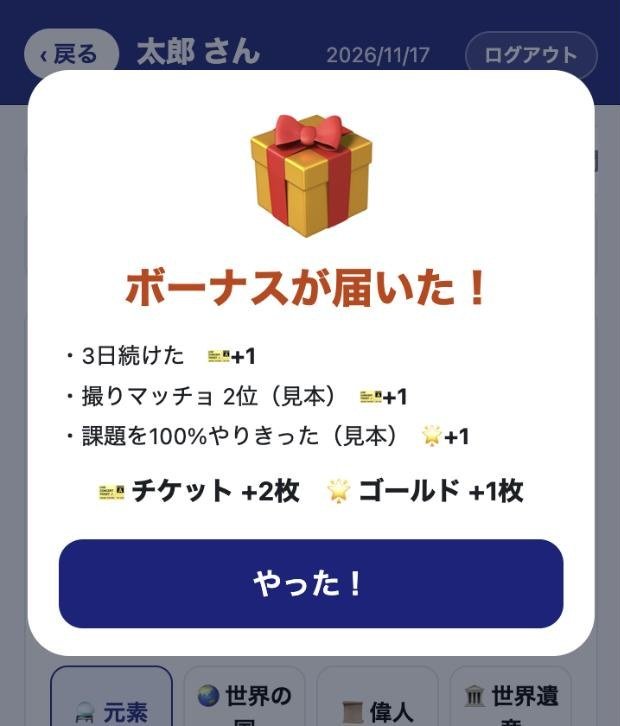 ‹ 戻る 太郎 さん 2026/11/17 ログアウト
ボーナスが届いた！
・3日続けた 🎫+1
・撮りマッチョ 2位（見本） 🎫+1
・課題を100%やりきった（見本） 🌟+1
🎫 チケット +2枚 🌟 ゴールド +1枚
やった！
元素 世界の国 偉人 世界遺産